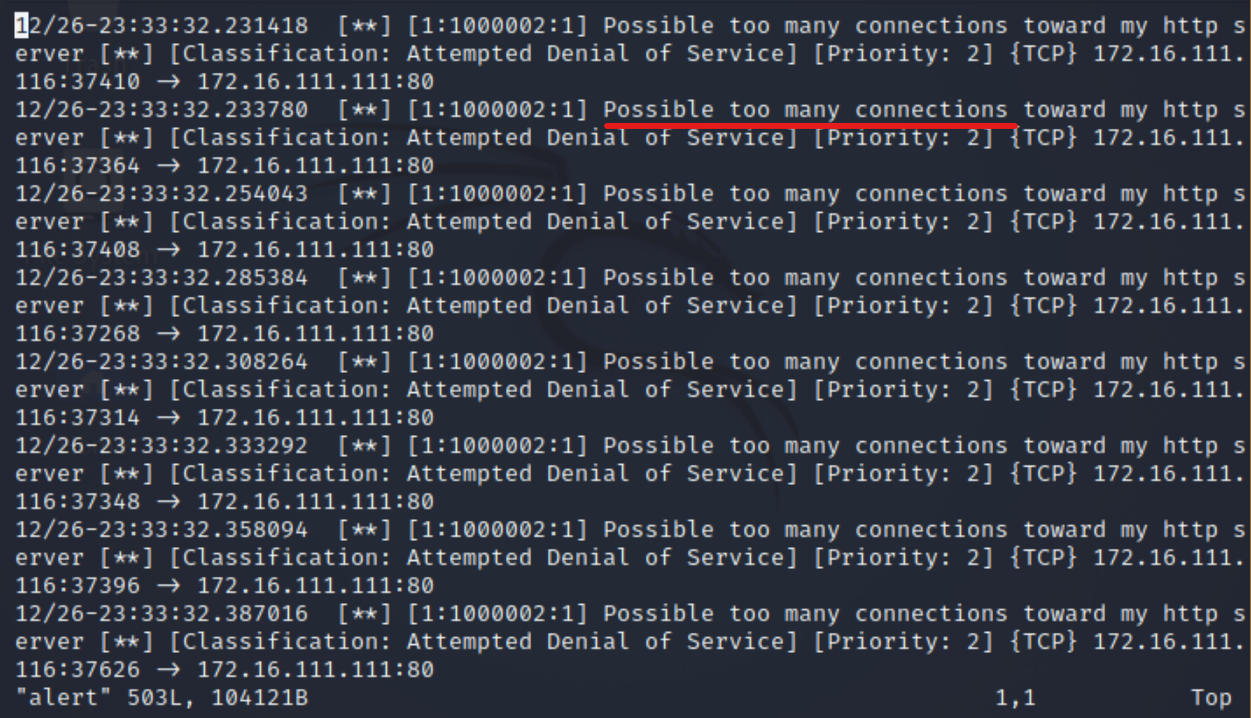 12/26-23:33:32.231418  [**] [1:1000002:1] Possible too many connections toward my http s
erver [**] [Classification: Attempted Denial of Service] [Priority: 2] {TCP} 172.16.111.
116:37410 → 172.16.111.111:80
12/26-23:33:32.233780  [**] [1:1000002:1] Possible too many connections toward my http s
erver [**] [Classification: Attempted Denial of Service] [Priority: 2] {TCP} 172.16.111.
116:37364 → 172.16.111.111:80
12/26-23:33:32.254043  [**] [1:1000002:1] Possible too many connections toward my http s
erver [**] [Classification: Attempted Denial of Service] [Priority: 2] {TCP} 172.16.111.
116:37408 → 172.16.111.111:80
12/26-23:33:32.285384  [**] [1:1000002:1] Possible too many connections toward my http s
erver [**] [Classification: Attempted Denial of Service] [Priority: 2] {TCP} 172.16.111.
116:37268 → 172.16.111.111:80
12/26-23:33:32.308264  [**] [1:1000002:1] Possible too many connections toward my http s
erver [**] [Classification: Attempted Denial of Service] [Priority: 2] {TCP} 172.16.111.
116:37314 → 172.16.111.111:80
12/26-23:33:32.333292  [**] [1:1000002:1] Possible too many connections toward my http s
erver [**] [Classification: Attempted Denial of Service] [Priority: 2] {TCP} 172.16.111.
116:37348 → 172.16.111.111:80
12/26-23:33:32.358094  [**] [1:1000002:1] Possible too many connections toward my http s
erver [**] [Classification: Attempted Denial of Service] [Priority: 2] {TCP} 172.16.111.
116:37396 → 172.16.111.111:80
12/26-23:33:32.387016  [**] [1:1000002:1] Possible too many connections toward my http s
erver [**] [Classification: Attempted Denial of Service] [Priority: 2] {TCP} 172.16.111.
116:37626 → 172.16.111.111:80
"alert" 503L, 104121B 1,1 Top